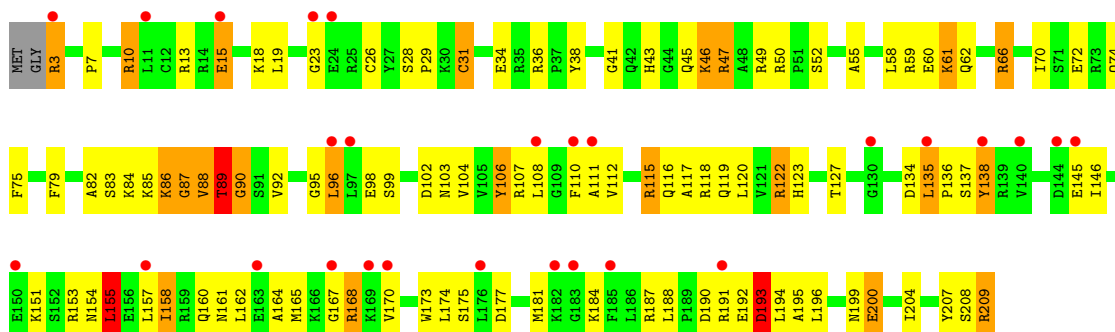 MET GLY R3 P7 R10 L11 C12 R13 R14 E15 K18 L19 G23 E24 R25 C26 Y27 S28 P29 K30 C31 E34 R35 R36 P37 Y38 G41 Q42 H43 G44 Q45 K46 R47 A48 R49 R50 P51 S52 A55 L58 R59 E60 K61 Q62 R66 I70 S71 E72 R73
F75 F79 A82 S83 K84 K85 K86 G87 V88 T89 G90 S91 V92 G95 L96 L97 E98 S99 D102 N103 V104 V105 Y106 R107 L108 G109 F110 A111 V112 R115 Q116 A117 R118 Q119 L120 V121 R122 H123 T127 G130 D134 L135 P136 S137 Y138 R139 V140 D144 E145 I146
E150 K151 S152 R153 N154 L155 E156 L157 I158 R159 Q160 N161 L162 E163 A164 M165 K166 G167 R168 K169 V170 W173 L174 S175 L176 D177 M181 K182 G183 K184 F185 L186 R187 L188 P189 D190 R191 E192 D193 L194 A195 L196 N199 E200 I204 Y207 S208 R209